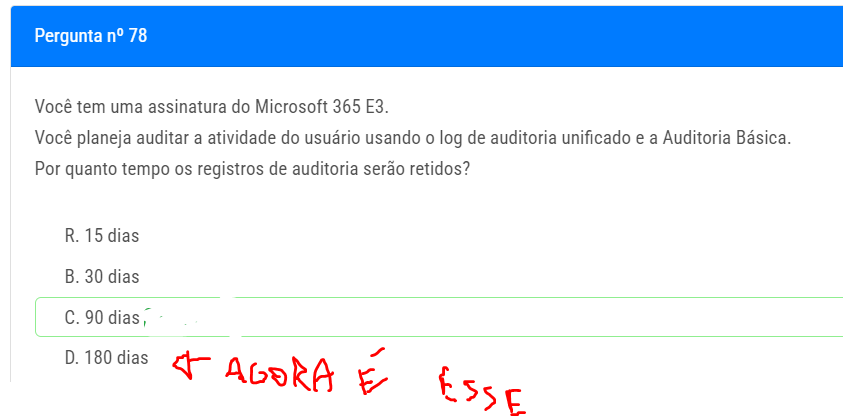 Pergunta nº 78
Você tem uma assinatura do Microsoft 365 E3.
Você planeja auditar a atividade do usuário usando o log de auditoria unificado e a Auditoria Básica.
Por quanto tempo os registros de auditoria serão retidos?
R. 15 dias
B. 30 dias
C. 90 dias
D. 180 dias
AGORA É ESSE